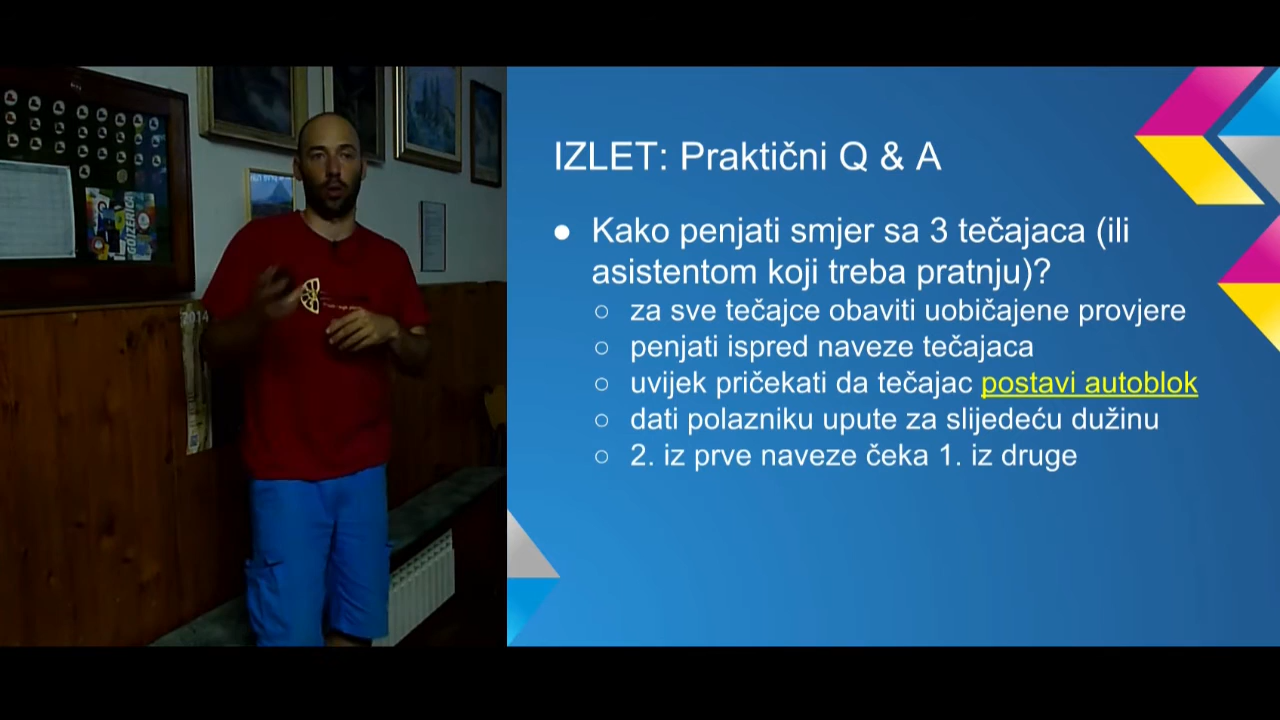 IZLET: Praktični Q & A
● Kako penjati smjer sa 3 tečajaca (ili
asistentom koji treba pratnju)?
○ za sve tečajce obaviti uobičajene provjere
○ penjati ispred naveze tečajaca
○ uvijek pričekati da tečajac postavi autoblok
○ dati polazniku upute za slijedeću dužinu
○ 2. iz prve naveze čeka 1. iz druge
GOJZERICA
2014